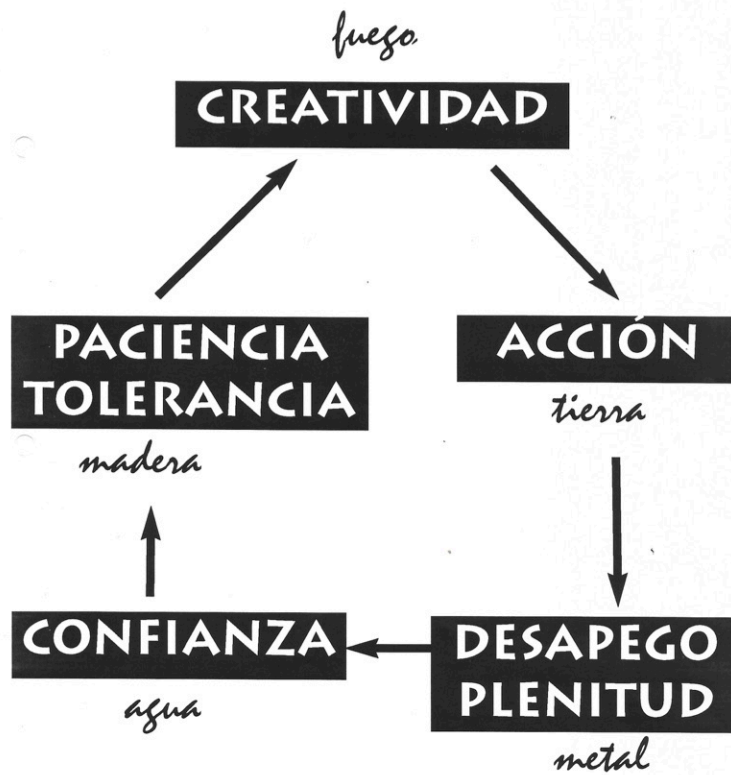 fuego
CREATIVIDAD
PACIENCIA
TOLERANCIA
madera
ACCIÓN
tierra
CONFIANZA
agua
DESAPEGO
PLENITUD
metal